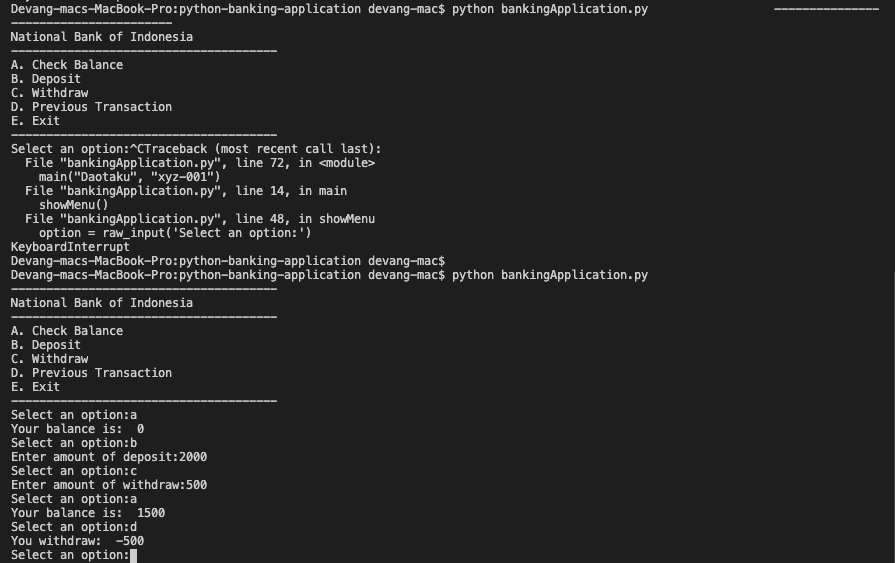 Devang-macs-MacBook-Pro:python-banking-application devang-mac$ python bankingApplication.py                  ---------------
-----------------------
National Bank of Indonesia
--------------------------------------
A. Check Balance
B. Deposit
C. Withdraw
D. Previous Transaction
E. Exit
--------------------------------------
Select an option:^CTraceback (most recent call last):
  File "bankingApplication.py", line 72, in <module>
    main("Daotaku", "xyz-001")
  File "bankingApplication.py", line 14, in main
    showMenu()
  File "bankingApplication.py", line 48, in showMenu
    option = raw_input('Select an option:')
KeyboardInterrupt
Devang-macs-MacBook-Pro:python-banking-application devang-mac$
Devang-macs-MacBook-Pro:python-banking-application devang-mac$ python bankingApplication.py
--------------------------------------
National Bank of Indonesia
--------------------------------------
A. Check Balance
B. Deposit
C. Withdraw
D. Previous Transaction
E. Exit
--------------------------------------
Select an option:a
Your balance is:  0
Select an option:b
Enter amount of deposit:2000
Select an option:c
Enter amount of withdraw:500
Select an option:a
Your balance is:  1500
Select an option:d
You withdraw:  -500
Select an option: